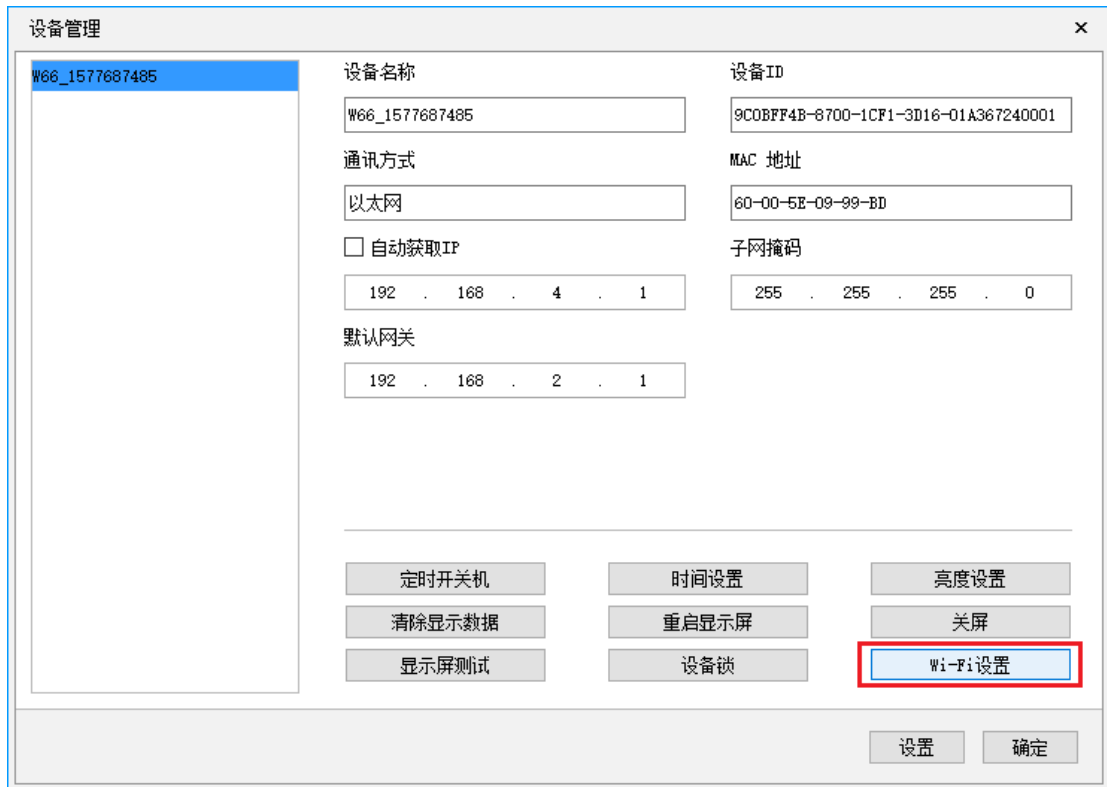 设备管理
×
W66_1577687485
设备名称
设备ID
W66_1577687485
9C0BFF4B-8700-1CF1-3D16-01A367240001
通讯方式
MAC 地址
以太网
60-00-5E-09-99-BD
自动获取IP
子网掩码
192 . 168 . 4 . 1
255 . 255 . 255 . 0
默认网关
192 . 168 . 2 . 1
定时开关机
时间设置
亮度设置
清除显示数据
重启显示屏
关屏
显示屏测试
设备锁
Wi-Fi设置
设置
确定